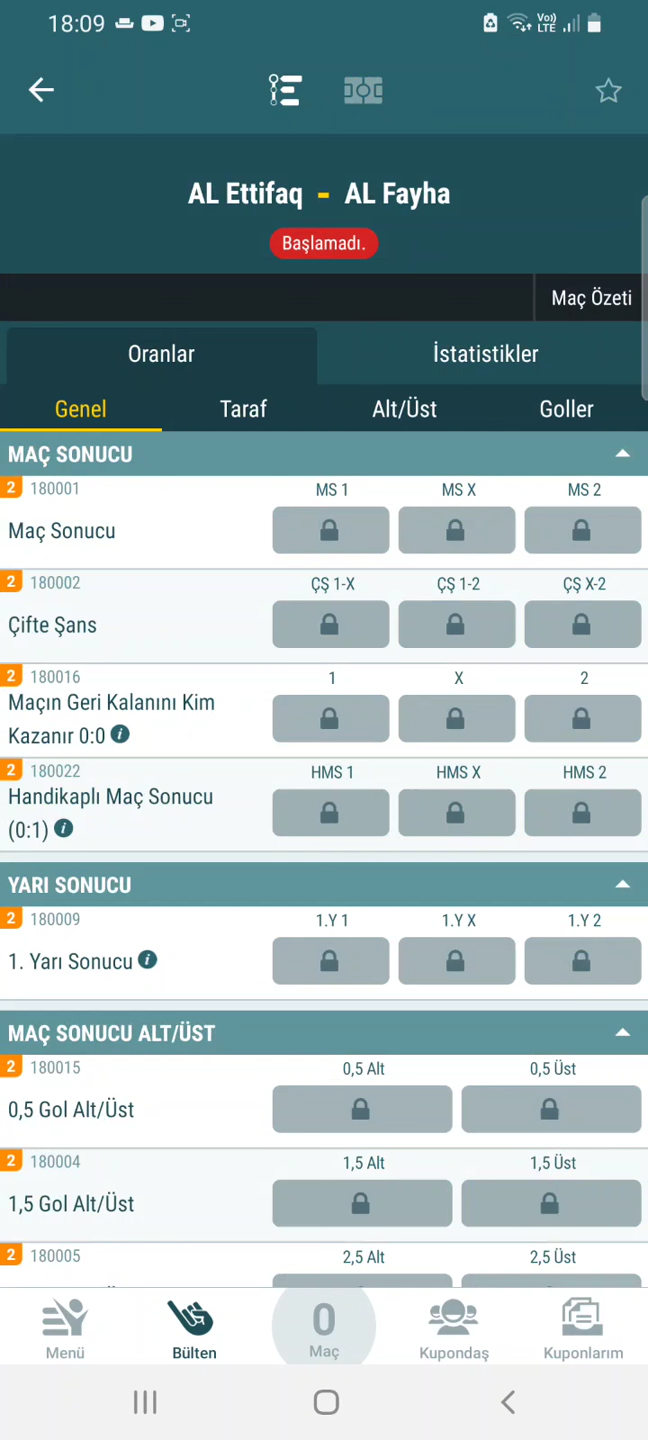 18:09
Vo)) LTE
AL Ettifaq - AL Fayha
Başlamadı.
Maç Özeti
Oranlar İstatistikler
Genel Taraf Alt/Üst Goller
MAÇ SONUCU
2 180001 MS 1 MS X MS 2
Maç Sonucu
2 180002 ÇŞ 1-X ÇŞ 1-2 ÇŞ X-2
Çifte Şans
2 180016 1 X 2
Maçın Geri Kalanını Kim
Kazanır 0:0 i
2 180022 HMS 1 HMS X HMS 2
Handikaplı Maç Sonucu
(0:1) i
YARI SONUCU
2 180009 1.Y 1 1.Y X 1.Y 2
1. Yarı Sonucu i
MAÇ SONUCU ALT/ÜST
2 180015 0,5 Alt 0,5 Üst
0,5 Gol Alt/Üst
2 180004 1,5 Alt 1,5 Üst
1,5 Gol Alt/Üst
2 180005 2,5 Alt 2,5 Üst
0
Menü Bülten Maç Kupondaş Kuponlarım